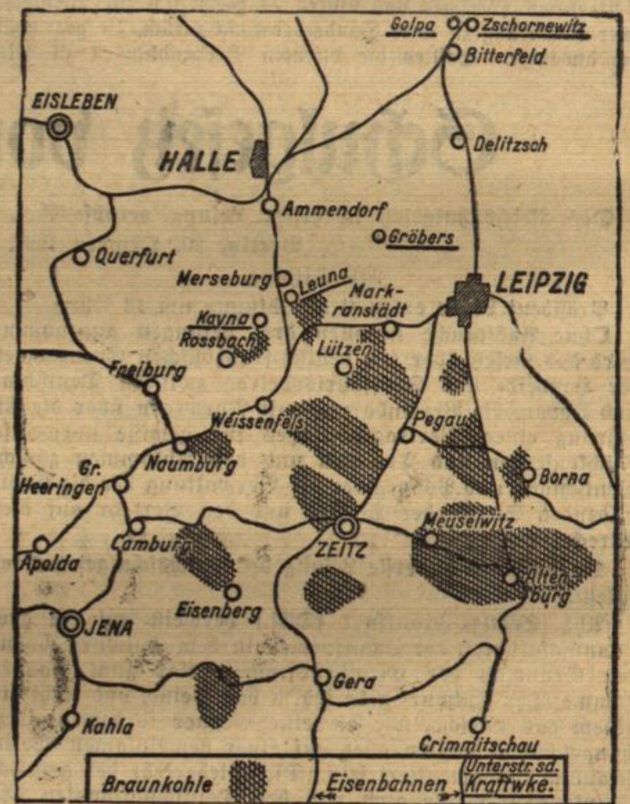 Golpa
Zschornewitz
Bitterfeld
EISLEBEN
Delitzsch
HALLE
Ammendorf
Gröbers
Querfurt
Merseburg
Leuna
LEIPZIG
Mark-
ranstädt
Kayna
Rossbach
Lützen
Freiburg
Weissenfels
Pegau
Naumburg
Borna
Gr.
Heeringen
Camburg
Meuselwitz
ZEITZ
Apolda
Alten
burg
Eisenberg
JENA
Gera
Kahla
Crimmitschau
Braunkohle
Eisenbahnen
Unterstr. sd.
Kraftwke.